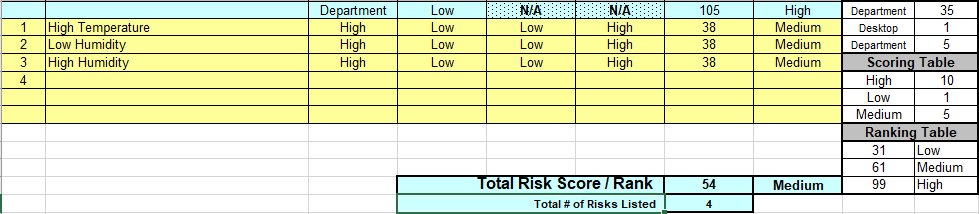 Department Low N/A N/A 105 High Department 35
1 High Temperature High Low Low High 38 Medium Desktop 1
2 Low Humidity High Low Low High 38 Medium Department 5
3 High Humidity High Low Low High 38 Medium Scoring Table
4 High 10
Low 1
Medium 5
Ranking Table
31 Low
61 Medium
Total Risk Score / Rank 54 Medium 99 High
Total # of Risks Listed 4